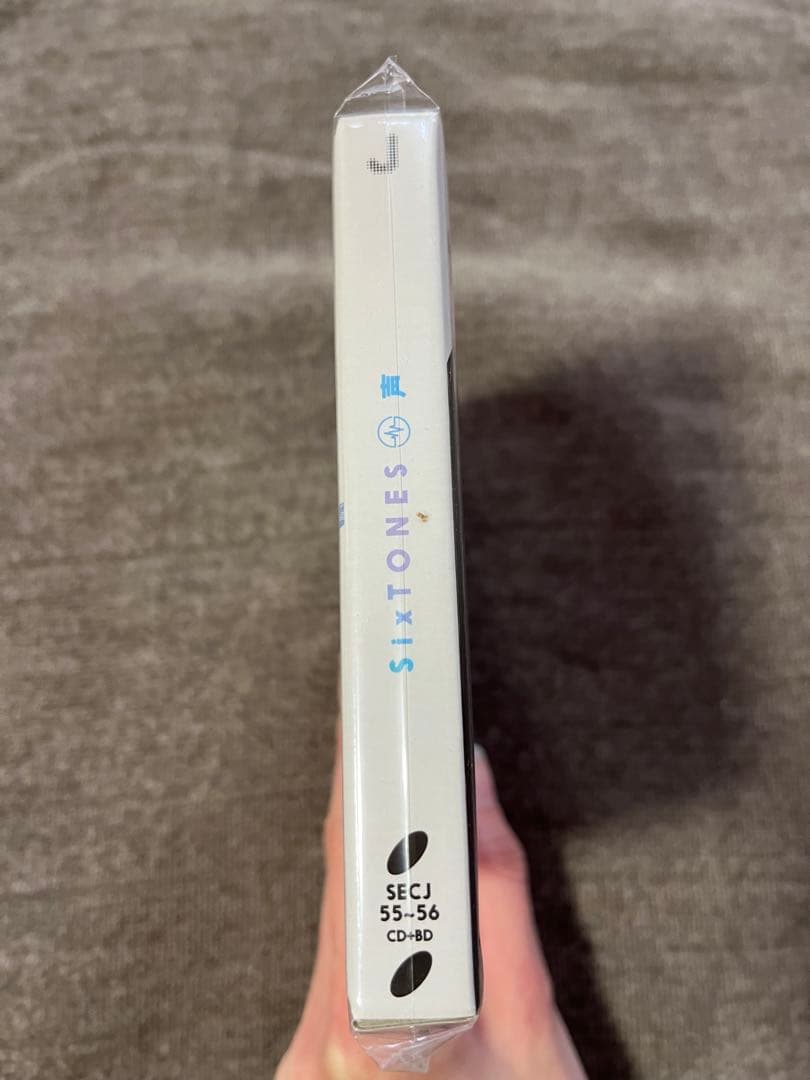 J
SixTONES 声
SECJ
55~56
CD+BD